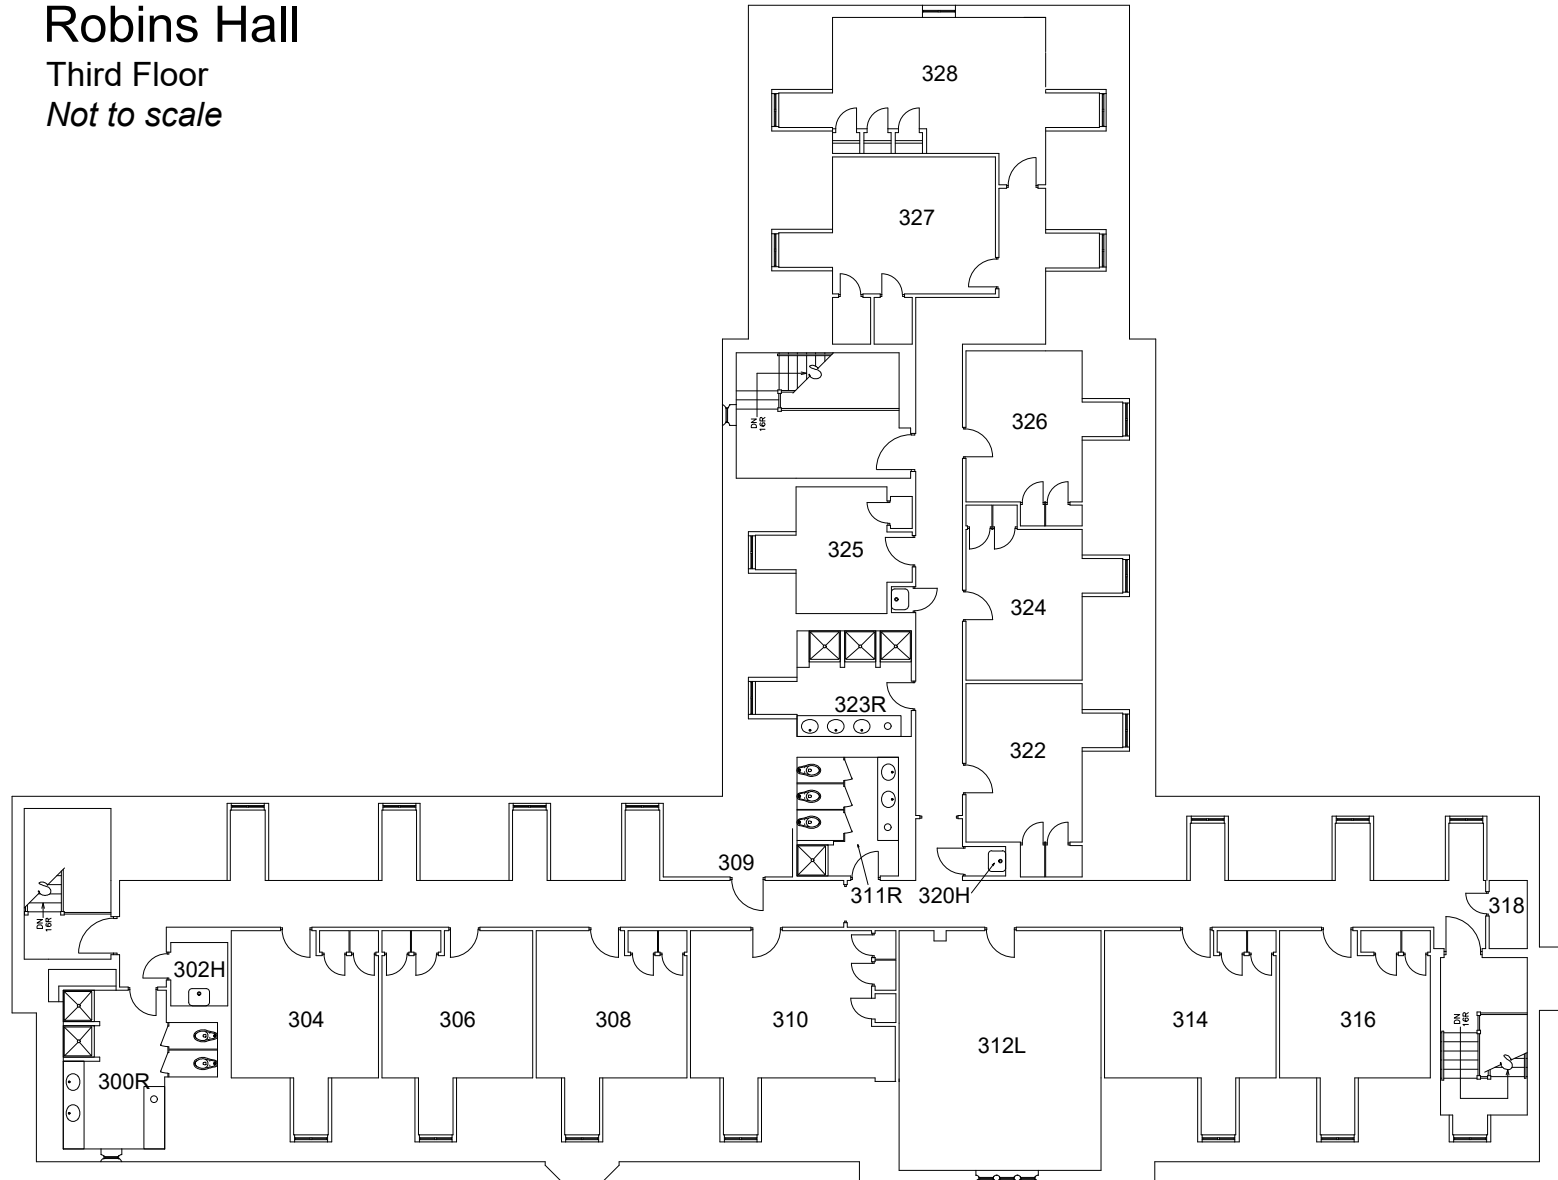 Robins Hall
Third Floor
Not to scale
328
327
DN
16R
326
325
324
323R
322
309
311R
320H
318
DN
16R
302H
304
306
308
310
312L
314
316
DN
16R
300R